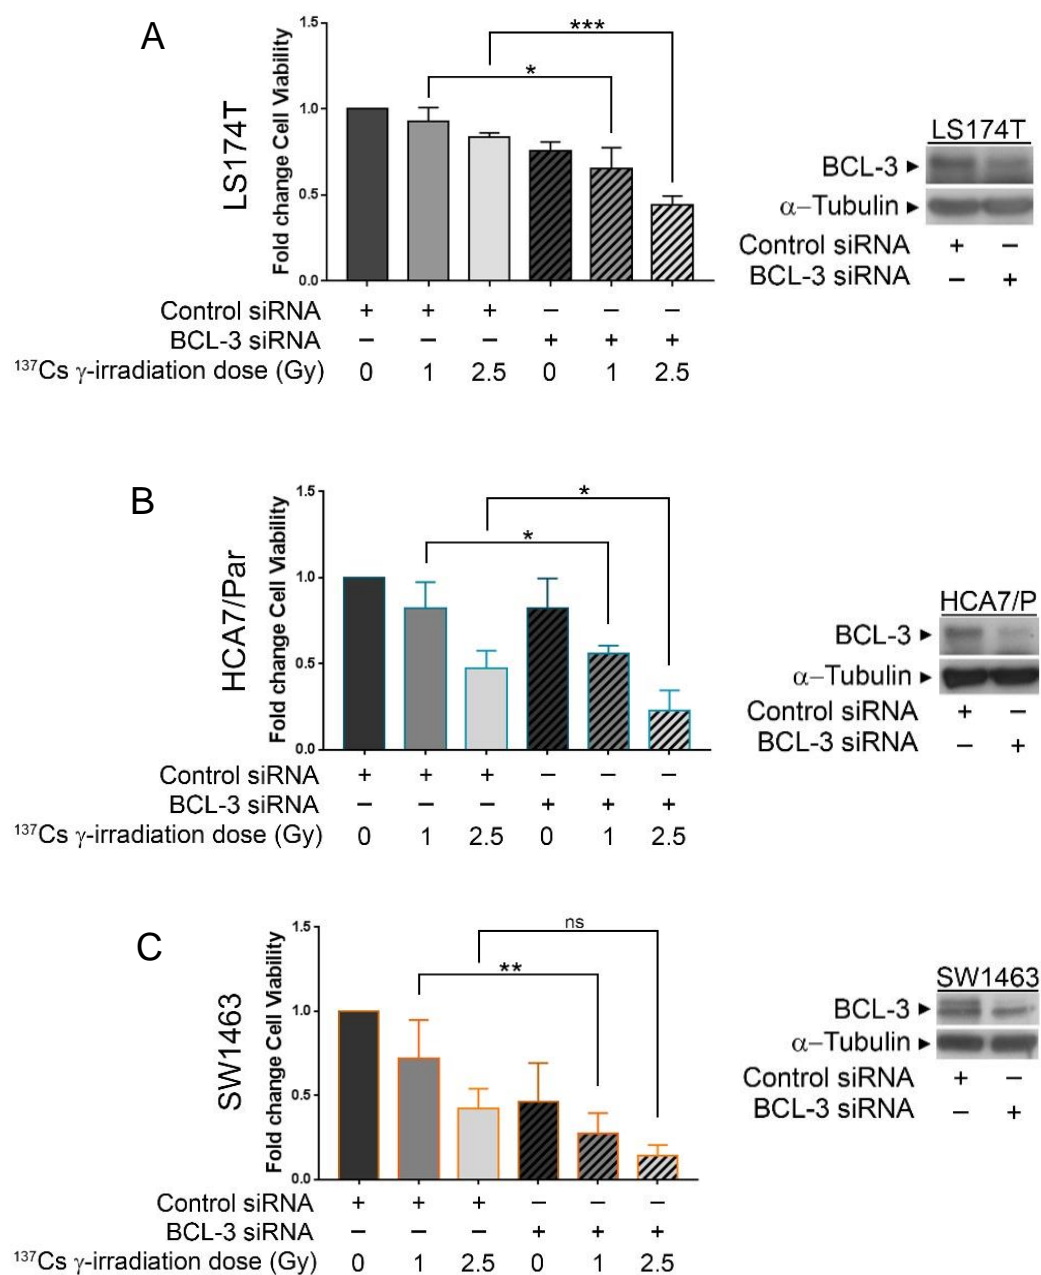 A
LS174T
Fold change Cell Viability
1.5
1.0
0.5
0.0
***
*
Control siRNA + + + – – –
BCL-3 siRNA – – – + + +
¹³⁷Cs γ-irradiation dose (Gy) 0 1 2.5 0 1 2.5
LS174T
BCL-3 ►
α–Tubulin ►
Control siRNA + –
BCL-3 siRNA – +
B
HCA7/Par
Fold change Cell Viability
1.5
1.0
0.5
0.0
*
*
Control siRNA + + + – – –
BCL-3 siRNA – – – + + +
¹³⁷Cs γ-irradiation dose (Gy) 0 1 2.5 0 1 2.5
HCA7/P
BCL-3 ►
α–Tubulin ►
Control siRNA + –
BCL-3 siRNA – +
C
SW1463
Fold change Cell Viability
1.5
1.0
0.5
0.0
ns
**
Control siRNA + + + – – –
BCL-3 siRNA – – – + + +
¹³⁷Cs γ-irradiation dose (Gy) 0 1 2.5 0 1 2.5
SW1463
BCL-3 ►
α–Tubulin ►
Control siRNA + –
BCL-3 siRNA – +